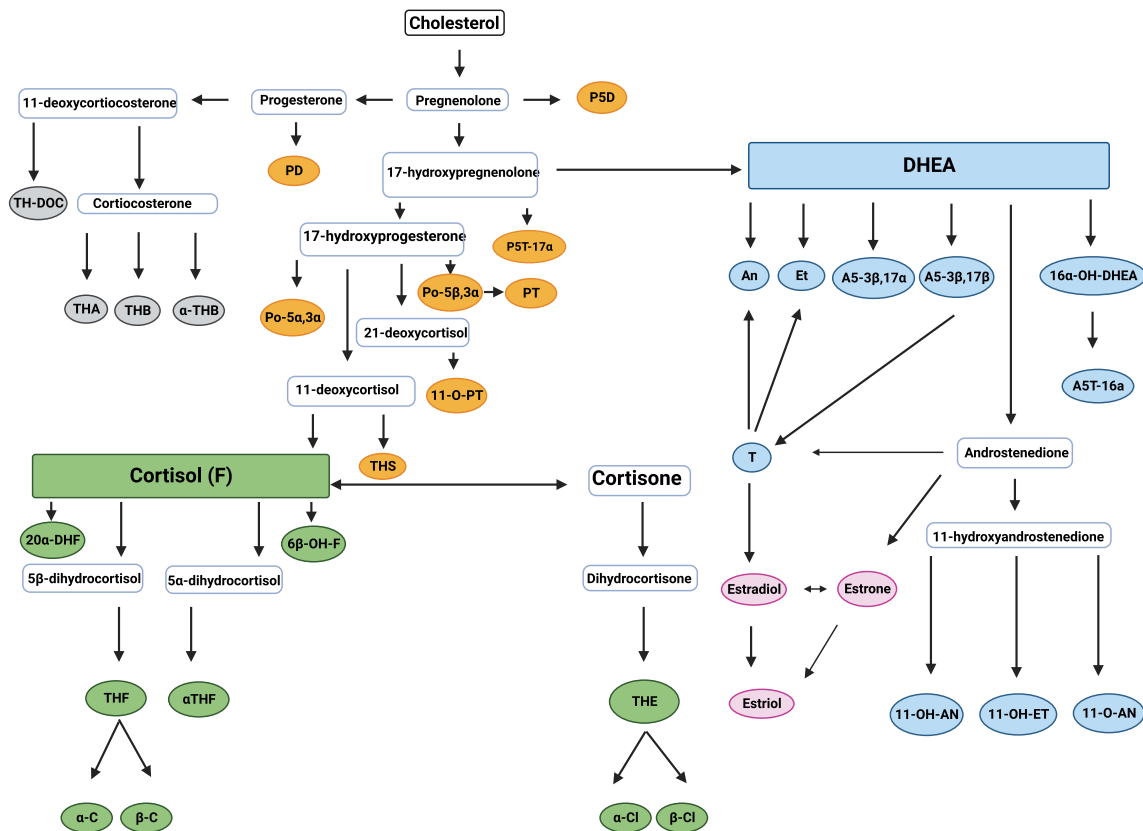 Cholesterol
11-deoxycortiocosterone
Progesterone
Pregnenolone
P5D
PD
17-hydroxypregnenolone
DHEA
TH-DOC
Cortiocosterone
17-hydroxyprogesterone
P5T-17α
An
Et
A5-3β,17α
A5-3β,17β
16α-OH-DHEA
THA
THB
α-THB
Po-5α,3α
Po-5β,3α
PT
21-deoxycortisol
11-deoxycortisol
11-O-PT
A5T-16a
T
Androstenedione
Cortisol (F)
THS
Cortisone
20α-DHF
6β-OH-F
11-hydroxyandrostenedione
5β-dihydrocortisol
5α-dihydrocortisol
Dihydrocortisone
Estradiol
Estrone
THF
αTHF
THE
Estriol
11-OH-AN
11-OH-ET
11-O-AN
α-C
β-C
α-Cl
β-Cl